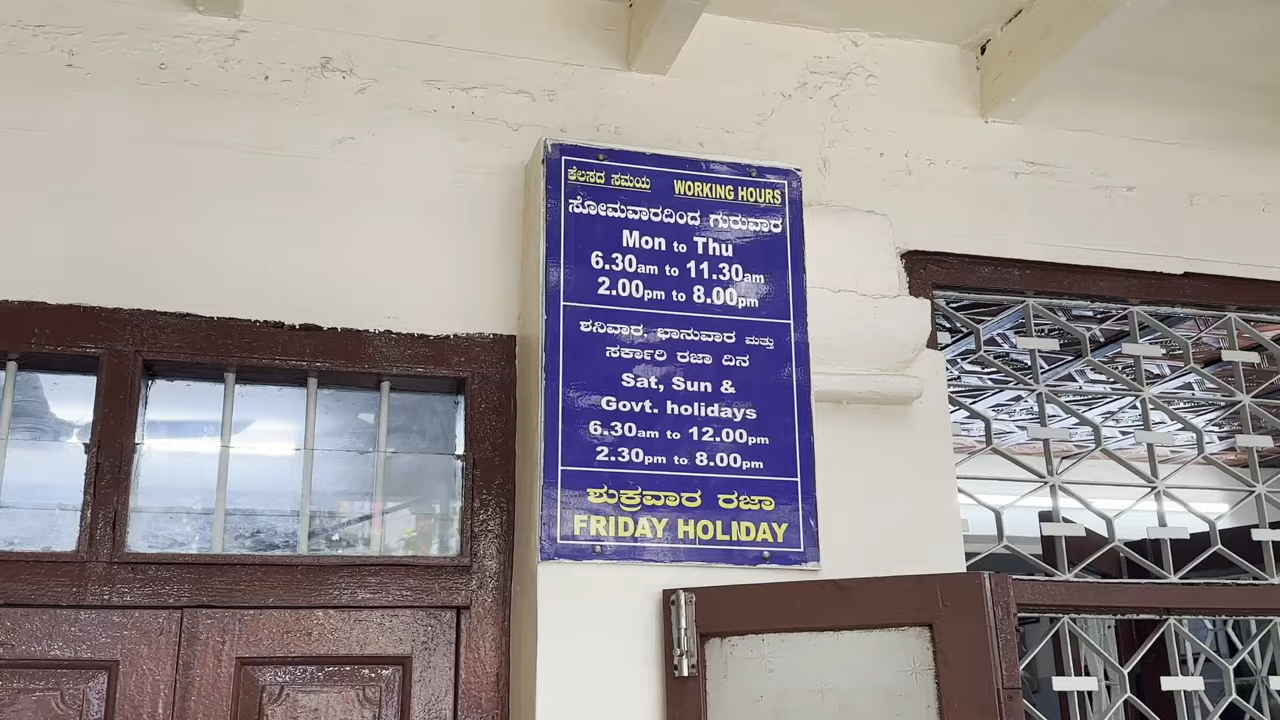 ಕೆಲಸದ ಸಮಯ WORKING HOURS
ಸೋಮವಾರದಿಂದ ಗುರುವಾರ
Mon to Thu
6.30am to 11.30am
2.00pm to 8.00pm
ಶನಿವಾರ, ಭಾನುವಾರ ಮತ್ತು
ಸರ್ಕಾರಿ ರಜಾ ದಿನ
Sat, Sun &
Govt. holidays
6.30am to 12.00pm
2.30pm to 8.00pm
ಶುಕ್ರವಾರ ರಜಾ
FRIDAY HOLIDAY